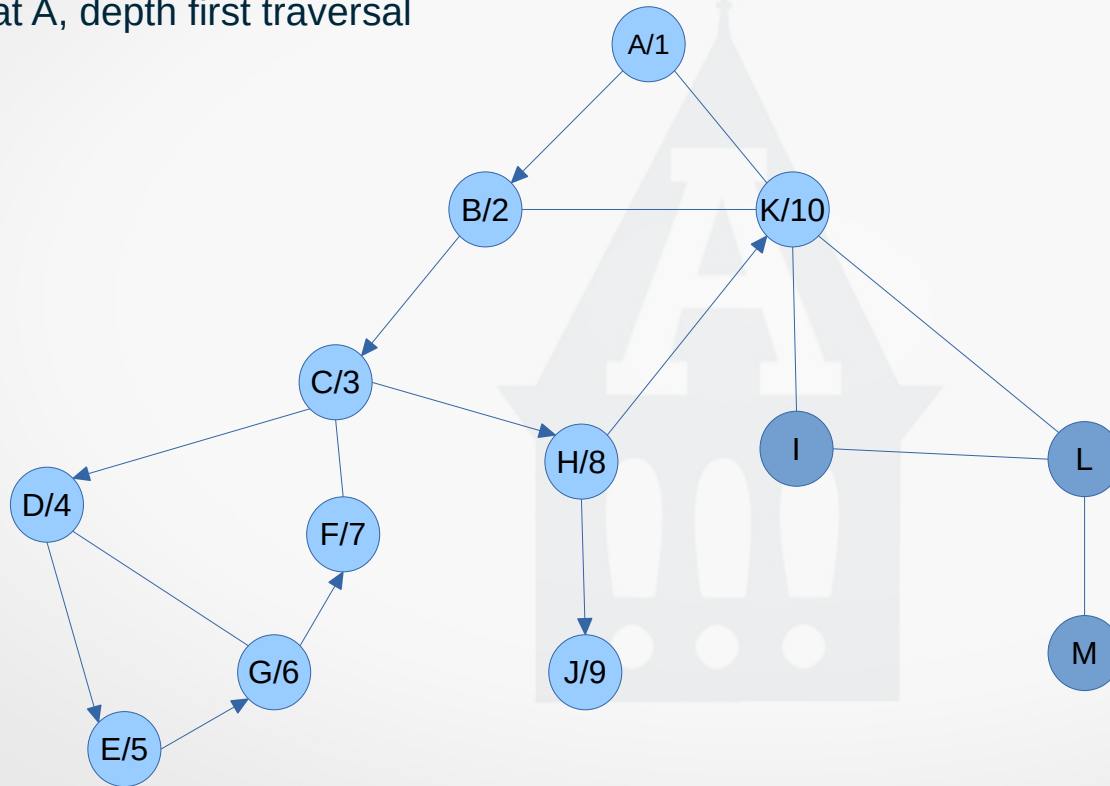 at A, depth first traversal
A/1
B/2
K/10
C/3
H/8
I
L
D/4
F/7
G/6
J/9
M
E/5